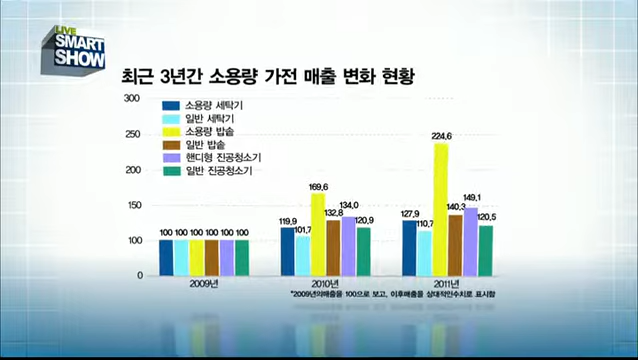 LIVE
SMART
SHOW
최근 3년간 소용량 가전 매출 변화 현황
300
250
200
150
100
0
소용량 세탁기
일반 세탁기
소용량 밥솥
일반 밥솥
핸디형 진공청소기
일반 진공청소기
100 100 100 100 100 100
119,9 101,7 169,6 132,8 134,0 120,9
127,9 110,7 224,6 140,3 149,1 120,5
2009년 2010년 2011년
*2009년의매출을 100으로 보고, 이후매출을 상대적인수치로 표시함